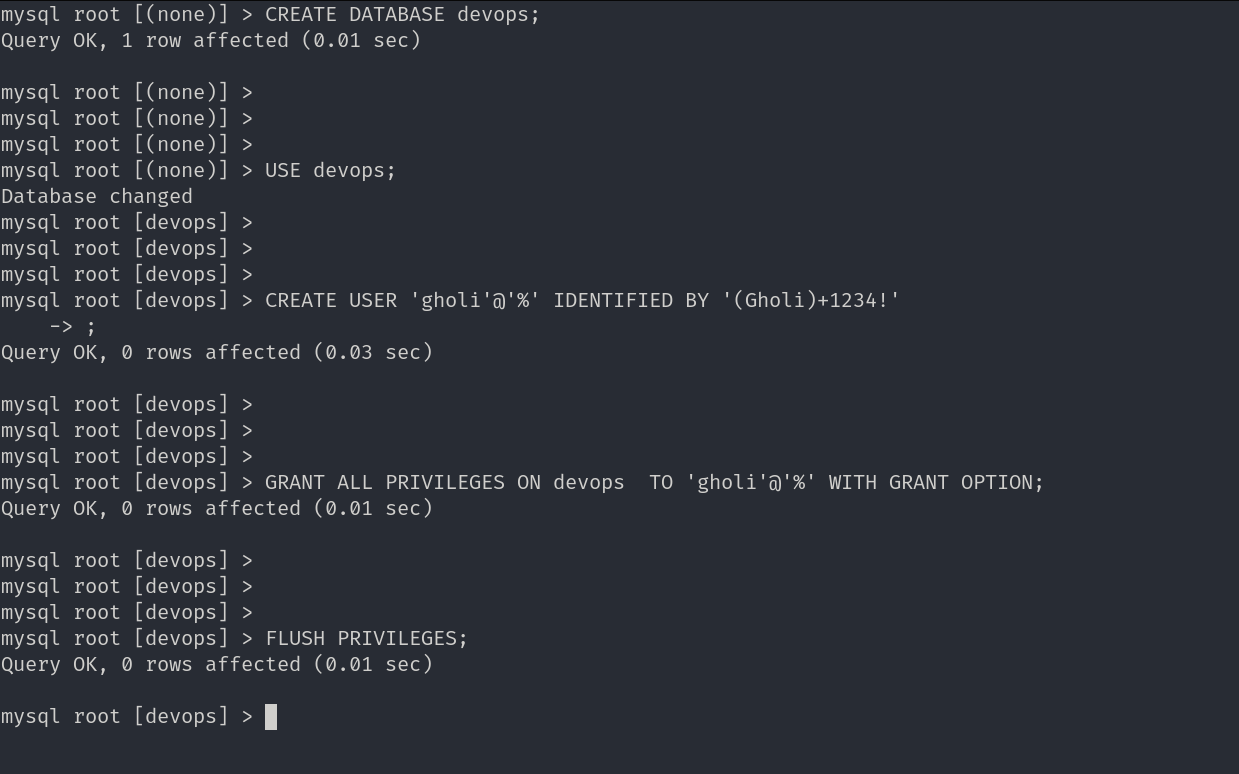 mysql root [(none)] > CREATE DATABASE devops;
Query OK, 1 row affected (0.01 sec)

mysql root [(none)] >
mysql root [(none)] >
mysql root [(none)] >
mysql root [(none)] > USE devops;
Database changed
mysql root [devops] >
mysql root [devops] >
mysql root [devops] >
mysql root [devops] > CREATE USER 'gholi'@'%' IDENTIFIED BY '(Gholi)+1234!'
    -> ;
Query OK, 0 rows affected (0.03 sec)

mysql root [devops] >
mysql root [devops] >
mysql root [devops] >
mysql root [devops] > GRANT ALL PRIVILEGES ON devops  TO 'gholi'@'%' WITH GRANT OPTION;
Query OK, 0 rows affected (0.01 sec)

mysql root [devops] >
mysql root [devops] >
mysql root [devops] >
mysql root [devops] > FLUSH PRIVILEGES;
Query OK, 0 rows affected (0.01 sec)

mysql root [devops] >